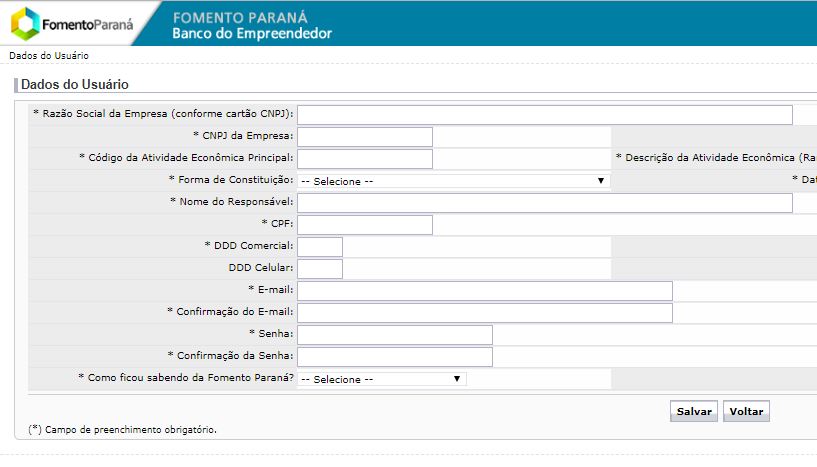 FomentoParaná
FOMENTO PARANÁ
Banco do Empreendedor
Dados do Usuário
Dados do Usuário
* Razão Social da Empresa (conforme cartão CNPJ):
* CNPJ da Empresa:
* Código da Atividade Econômica Principal: * Descrição da Atividade Econômica (Ra
* Forma de Constituição: -- Selecione -- * Dat
* Nome do Responsável:
* CPF:
* DDD Comercial:
DDD Celular:
* E-mail:
* Confirmação do E-mail:
* Senha:
* Confirmação da Senha:
* Como ficou sabendo da Fomento Paraná? -- Selecione --
Salvar Voltar
(*) Campo de preenchimento obrigatório.